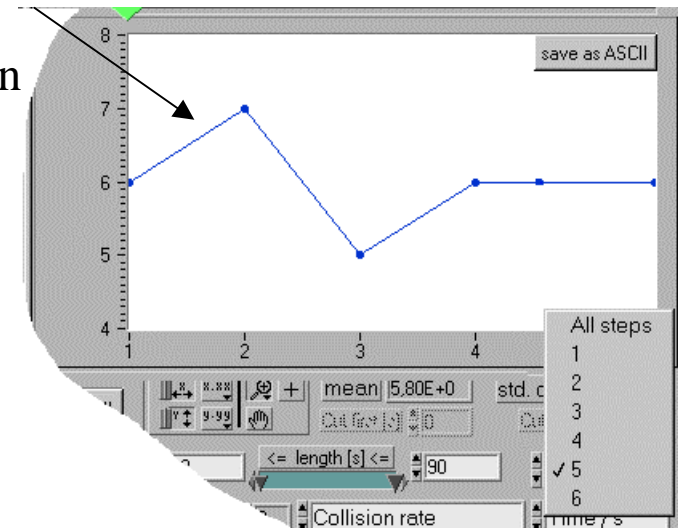 8
save as ASCII
n
7
6
5
4
1 2 3 4
All steps
1
2
3
4
✓5
6
mean 5,80E+0 std.
Cut first [s] 0
<= length [s] <= 90
Collision rate
Time / s